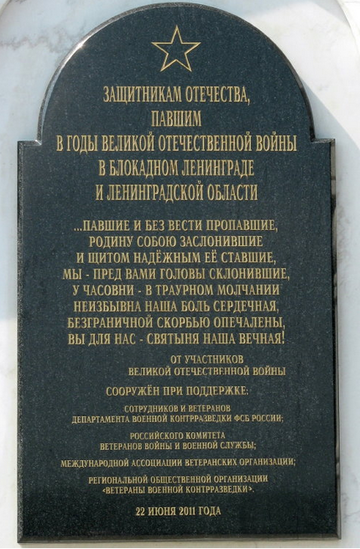 ЗАЩИТНИКАМ ОТЕЧЕСТВА,
ПАВШИМ
В ГОДЫ ВЕЛИКОЙ ОТЕЧЕСТВЕННОЙ ВОЙНЫ
В БЛОКАДНОМ ЛЕНИНГРАДЕ
И ЛЕНИНГРАДСКОЙ ОБЛАСТИ
...ПАВШИЕ И БЕЗ ВЕСТИ ПРОПАВШИЕ,
РОДИНУ СОБОЮ ЗАСЛОНИВШИЕ
И ЩИТОМ НАДЁЖНЫМ ЕЁ СТАВШИЕ,
МЫ - ПРЕД ВАМИ ГОЛОВЫ СКЛОНИВШИЕ,
У ЧАСОВНИ - В ТРАУРНОМ МОЛЧАНИИ
НЕИЗБЫВНА НАША БОЛЬ СЕРДЕЧНАЯ,
БЕЗГРАНИЧНОЙ СКОРБЬЮ ОПЕЧАЛЕНЫ,
ВЫ ДЛЯ НАС - СВЯТЫНЯ НАША ВЕЧНАЯ!
ОТ УЧАСТНИКОВ
ВЕЛИКОЙ ОТЕЧЕСТВЕННОЙ ВОЙНЫ
СООРУЖЁН ПРИ ПОДДЕРЖКЕ:
СОТРУДНИКОВ И ВЕТЕРАНОВ
ДЕПАРТАМЕНТА ВОЕННОЙ КОНТРРАЗВЕДКИ ФСБ РОССИИ;
РОССИЙСКОГО КОМИТЕТА
ВЕТЕРАНОВ ВОЙНЫ И ВОЕННОЙ СЛУЖБЫ;
МЕЖДУНАРОДНОЙ АССОЦИАЦИИ ВЕТЕРАНСКИХ ОРГАНИЗАЦИИ;
РЕГИОНАЛЬНОЙ ОБЩЕСТВЕННОЙ ОРГАНИЗАЦИИ
<ВЕТЕРАНЫ ВОЕННОЙ КОНТРРАЗВЕДКИ>.
22 ИЮНЯ 2011 ГОДА